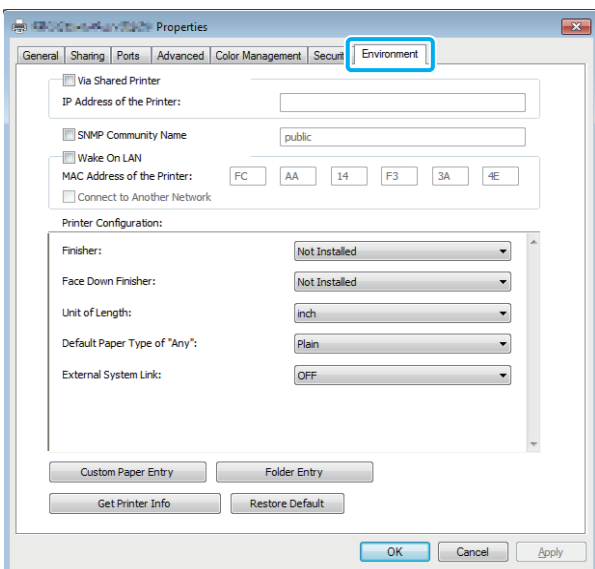 Properties
General Sharing Ports Advanced Color Management Securit Environment
Via Shared Printer
IP Address of the Printer:
SNMP Community Name public
Wake On LAN
MAC Address of the Printer: FC AA 14 F3 3A 4E
Connect to Another Network
Printer Configuration:
Finisher: Not Installed
Face Down Finisher: Not Installed
Unit of Length: inch
Default Paper Type of "Any": Plain
External System Link: OFF
Custom Paper Entry Folder Entry
Get Printer Info Restore Default
OK Cancel Apply